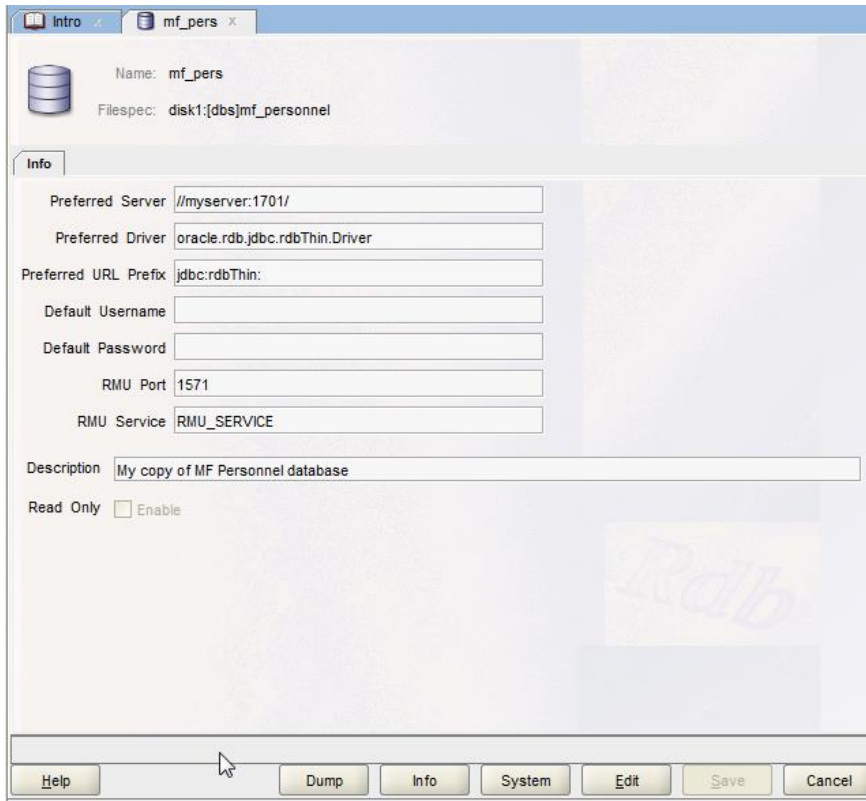 Intro mf_pers
Name: mf_pers
Filespec: disk1:[dbs]mf_personnel
Info
Preferred Server //myserver:1701/
Preferred Driver oracle.rdb.jdbc.rdbThin.Driver
Preferred URL Prefix jdbc:rdbThin:
Default Username
Default Password
RMU Port 1571
RMU Service RMU_SERVICE
Description My copy of MF Personnel database
Read Only Enable
Rdb
Help Dump Info System Edit Save Cancel